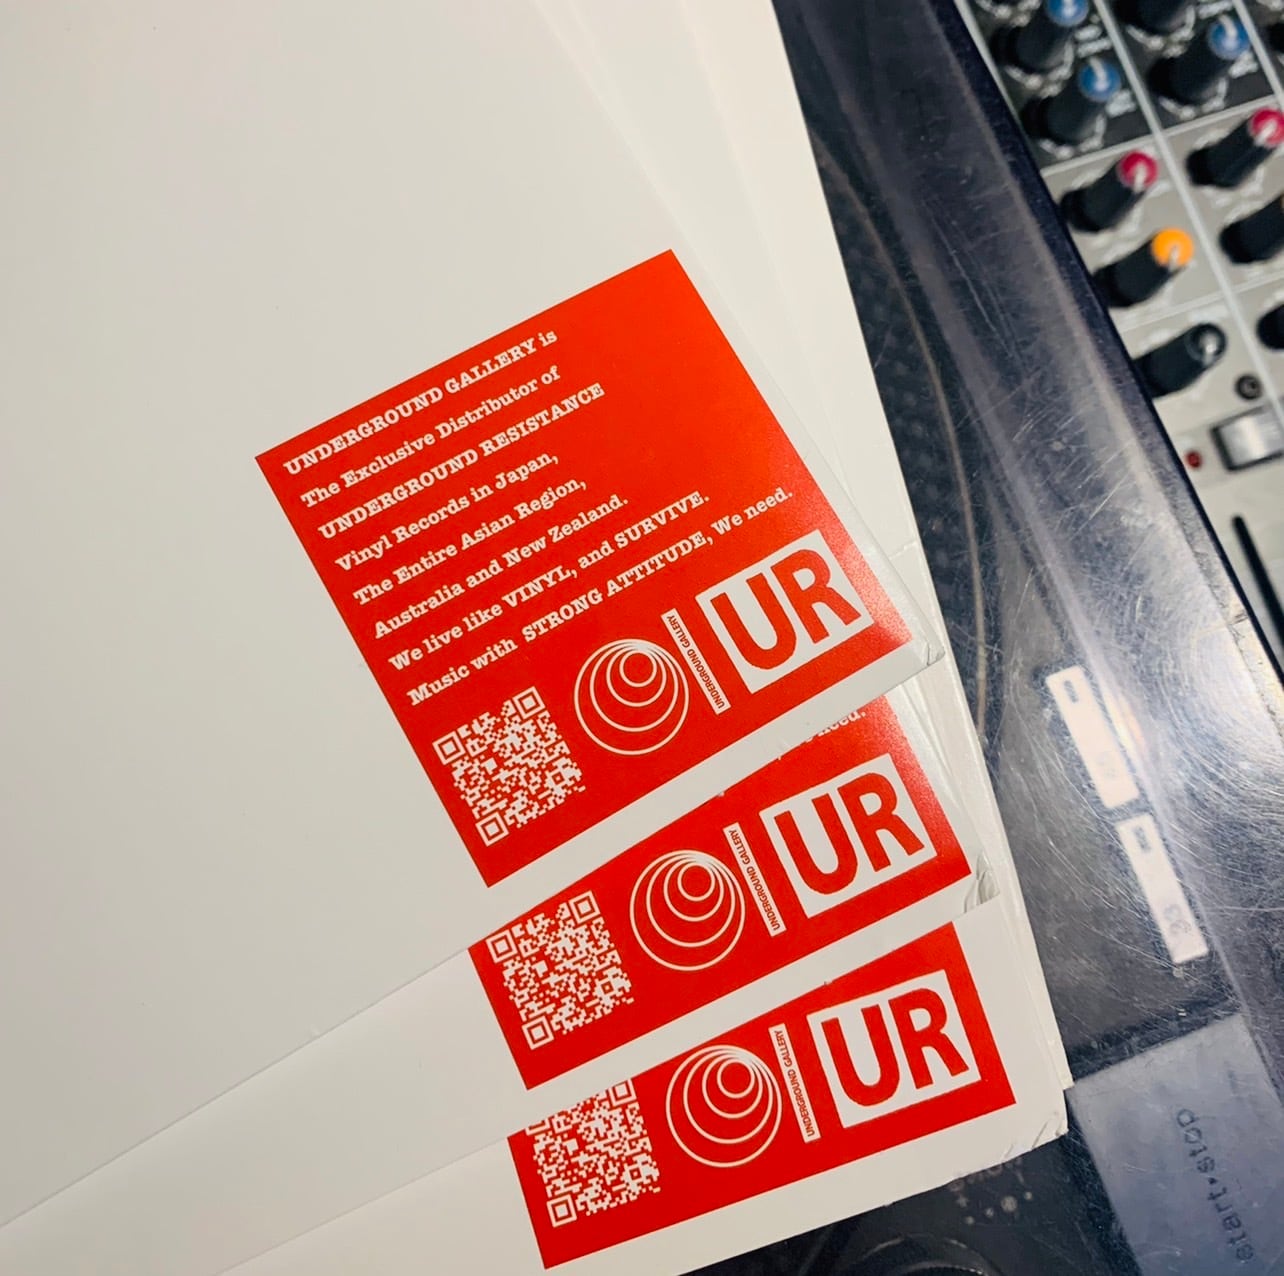 UNDERGROUND GALLERY is
The Exclusive Distributor of
UNDERGROUND RESISTANCE
Vinyl Records in Japan,
The Entire Asian Region,
Australia and New Zealand.
We live like VINYL, and SURVIVE.
Music with STRONG ATTITUDE, We need.
UNDERGROUND GALLERY
UR
need.
UNDERGROUND GALLERY
UR
UNDERGROUND GALLERY
UR
33
start•stop